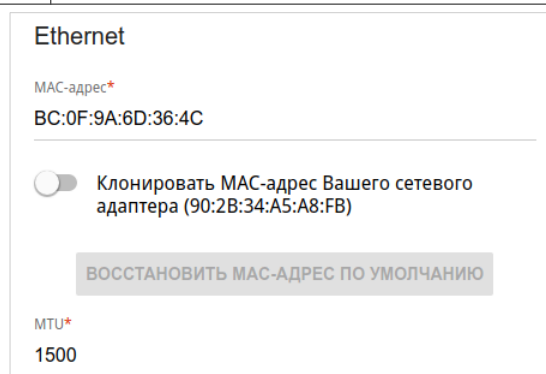 Ethernet
MAC-адрес*
BC:0F:9A:6D:36:4C
Клонировать MAC-адрес Вашего сетевого
адаптера (90:2B:34:A5:A8:FB)
ВОССТАНОВИТЬ MAC-АДРЕС ПО УМОЛЧАНИЮ
MTU*
1500